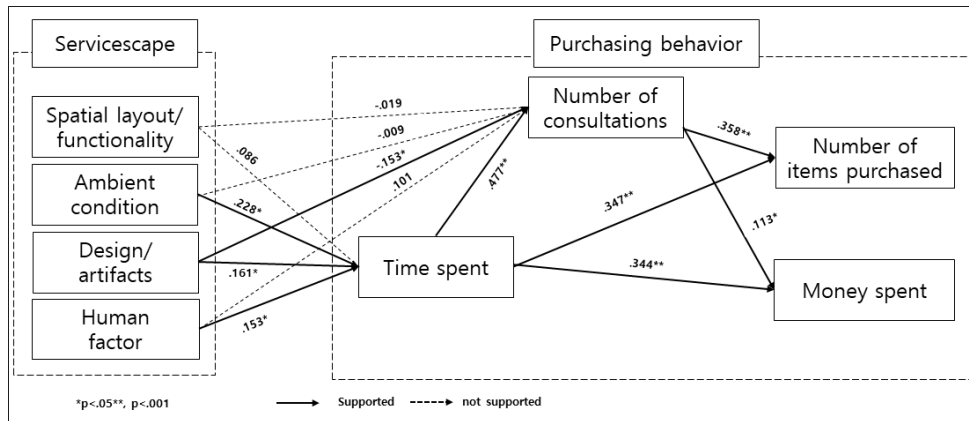 Servicescape
Purchasing behavior
Spatial layout/
functionality
Ambient
condition
Design/
artifacts
Human
factor
Number of
consultations
Time spent
Number of
items purchased
Money spent
-.019
-.009
-.153*
.101
.086
.228*
.161*
.153*
.477**
.358**
.347**
.113*
.344**
*p<.05**, p<.001
Supported
not supported